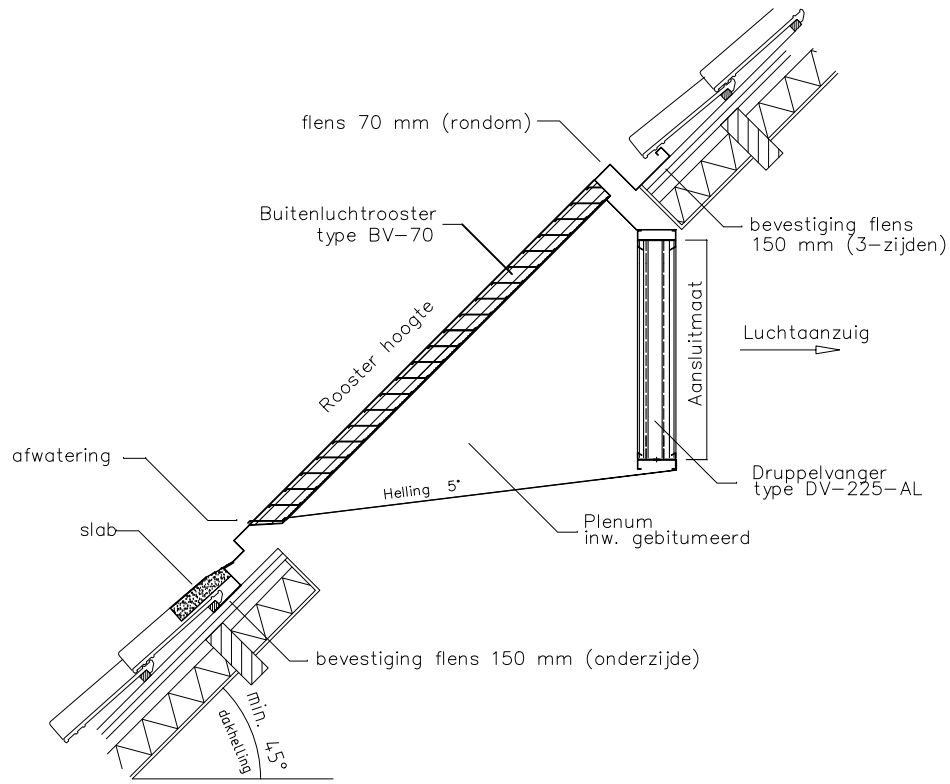 flens 70 mm (rondom)
Buitenluchtrooster
type BV-70
bevestiging flens
150 mm (3-zijden)
Rooster hoogte
Aansluitmaat
Luchtaanzuig
afwatering
Helling 5°
Druppelvanger
type DV-225-AL
slab
Plenum
inw. gebitumeerd
bevestiging flens 150 mm (onderzijde)
min. 45°
dakhelling